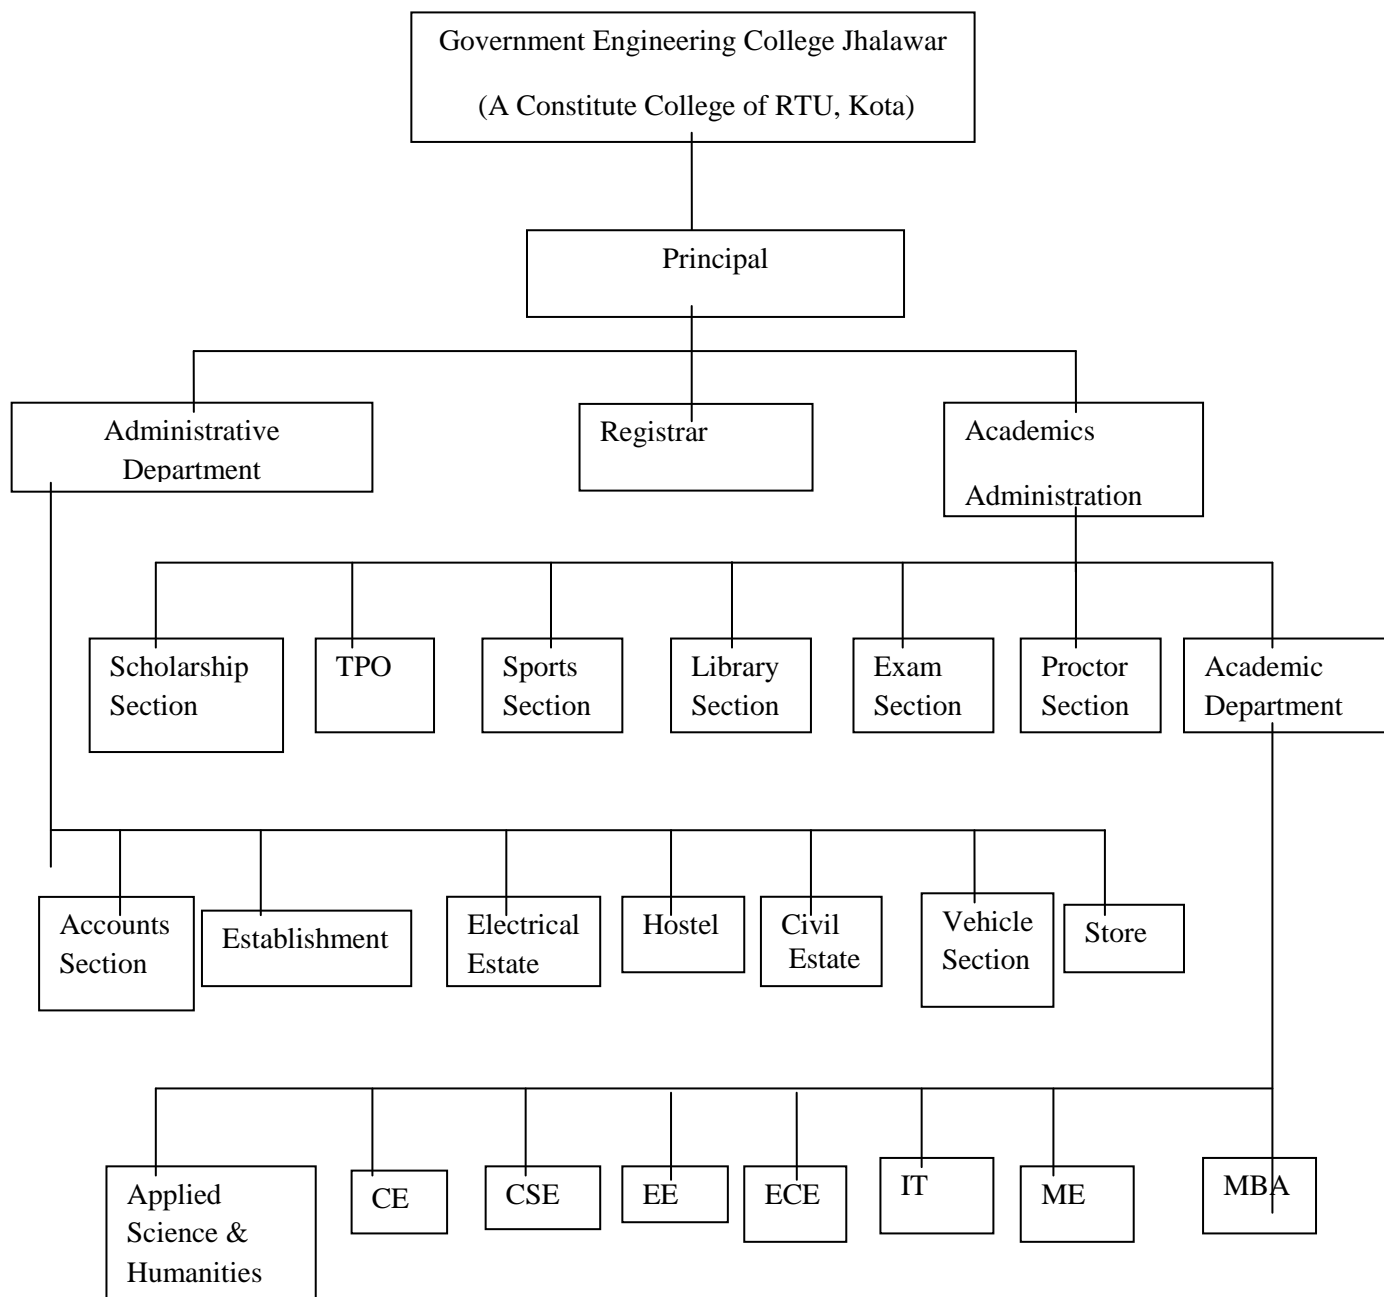 Government Engineering College Jhalawar
(A Constitute College of RTU, Kota)
Principal
Administrative
Department
Registrar
Academics
Administration
Scholarship
Section
TPO
Sports
Section
Library
Section
Exam
Section
Proctor
Section
Academic
Department
Accounts
Section
Establishment
Electrical
Estate
Hostel
Civil
Estate
Vehicle
Section
Store
Applied
Science &
Humanities
CE
CSE
EE
ECE
IT
ME
MBA